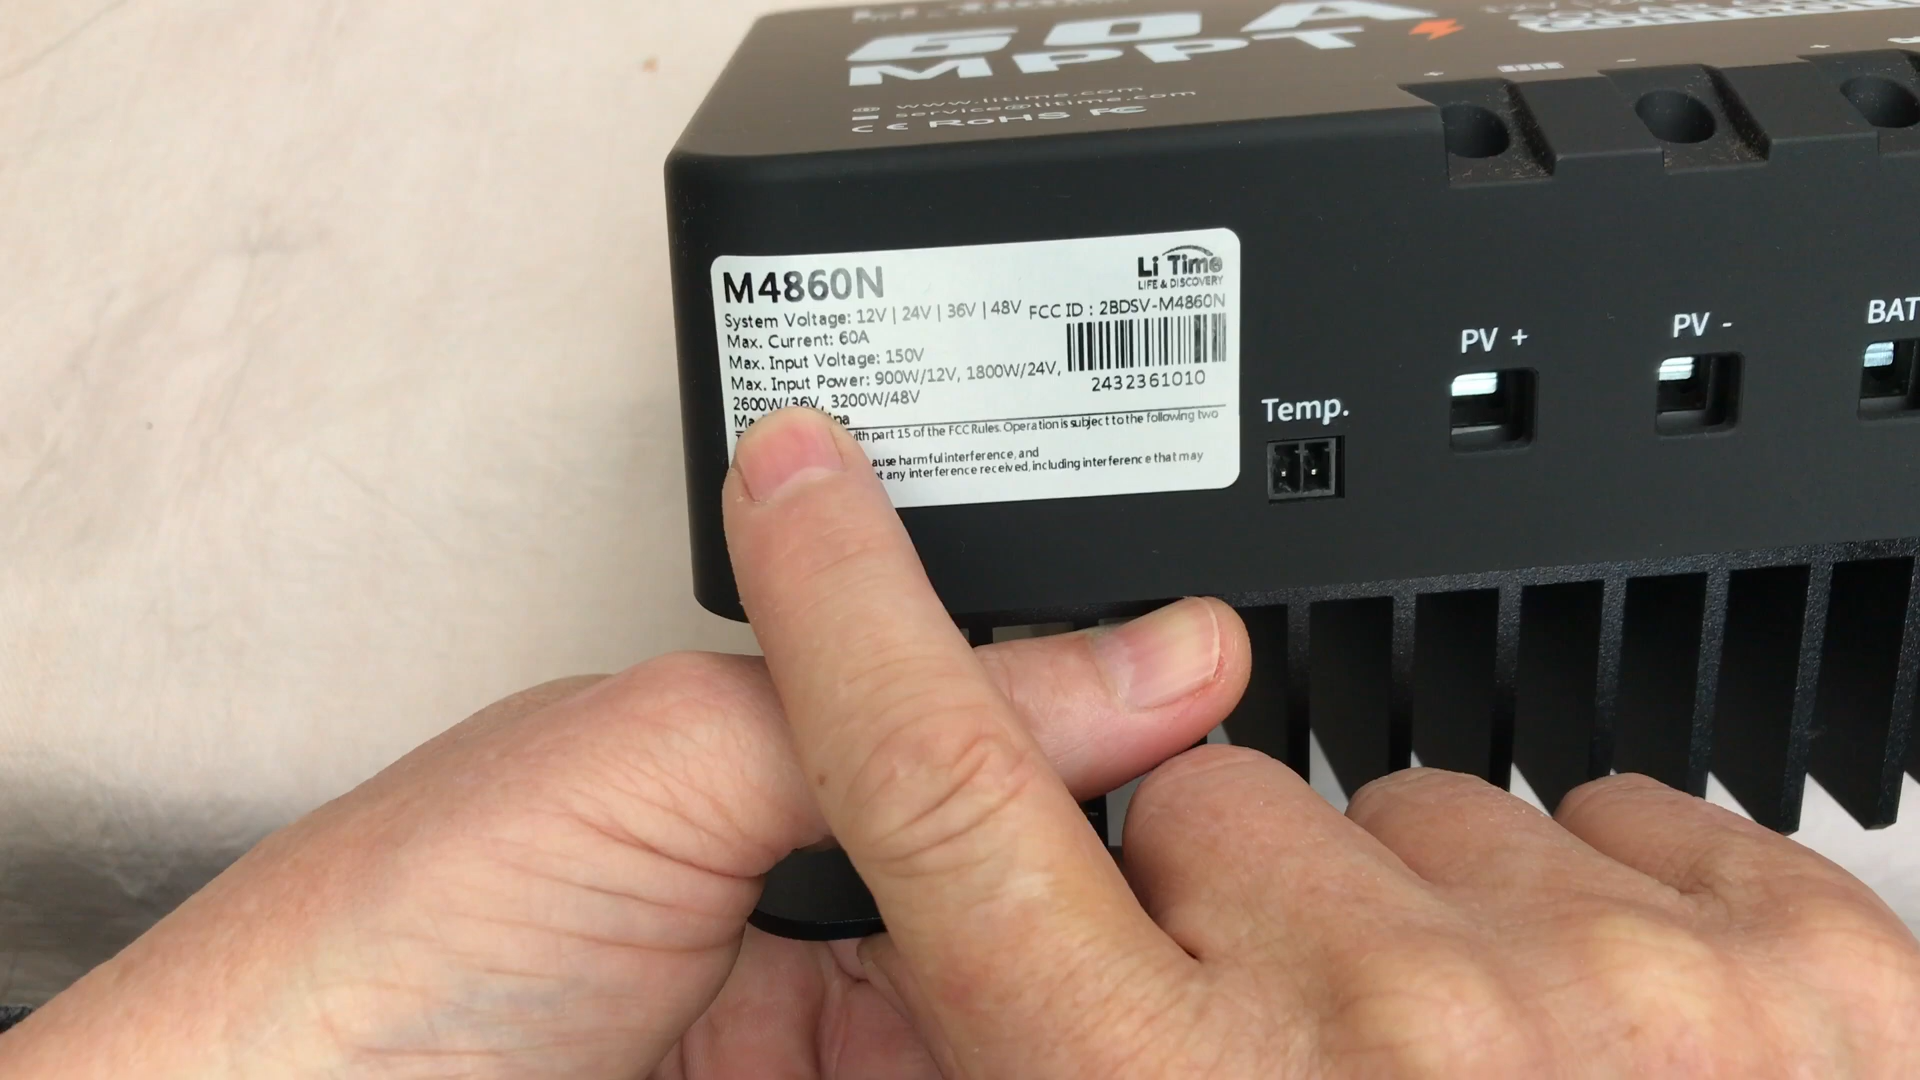 60A
MPPT
www.litime.com
service@litime.com
CE RoHS FC
M4860N
Li Time
LIFE & DISCOVERY
System Voltage: 12V | 24V | 36V | 48V
FCC ID : 2BDSV-M4860N
Max. Current: 60A
Max. Input Voltage: 150V
Max. Input Power: 900W/12V, 1800W/24V,
2600W/36V, 3200W/48V
2432361010
with part 15 of the FCC Rules. Operation is subject to the following two
harmful interference, and
any interference received, including interference that may
Temp.
PV +
PV -
BAT
+
-
+